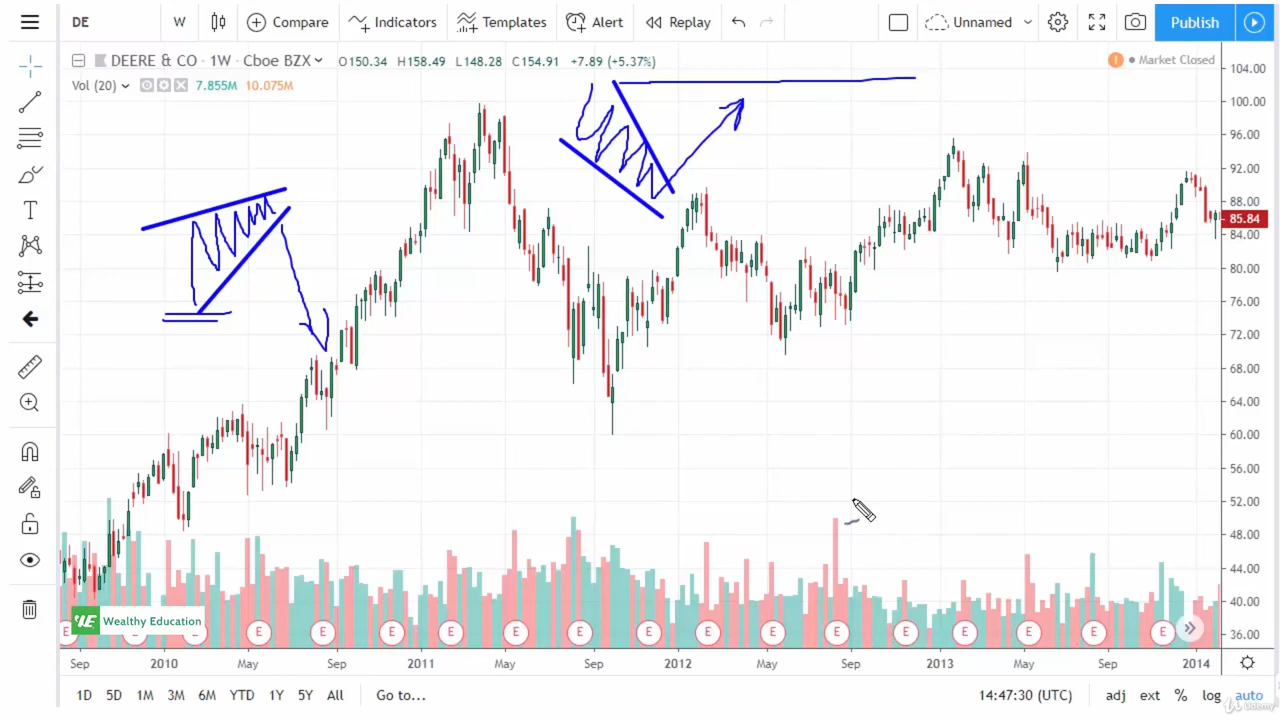 DE W Compare Indicators Templates Alert Replay Unnamed Publish
DEERE & CO · 1W · Cboe BZX O150.34 H158.49 L148.28 C154.91 +7.89 (+5.37%) Market Closed
Vol (20) 7.855M 10.075M
104.00
100.00
96.00
92.00
88.00
85.84
84.00
80.00
76.00
72.00
68.00
64.00
60.00
56.00
52.00
48.00
44.00
40.00
36.00
Wealthy Education
E E E E E E E E E E E E E E E E E E
Sep 2010 May Sep 2011 May Sep 2012 May Sep 2013 May Sep 2014
1D 5D 1M 3M 6M YTD 1Y 5Y All Go to... 14:47:30 (UTC) adj ext % log auto
Udemy